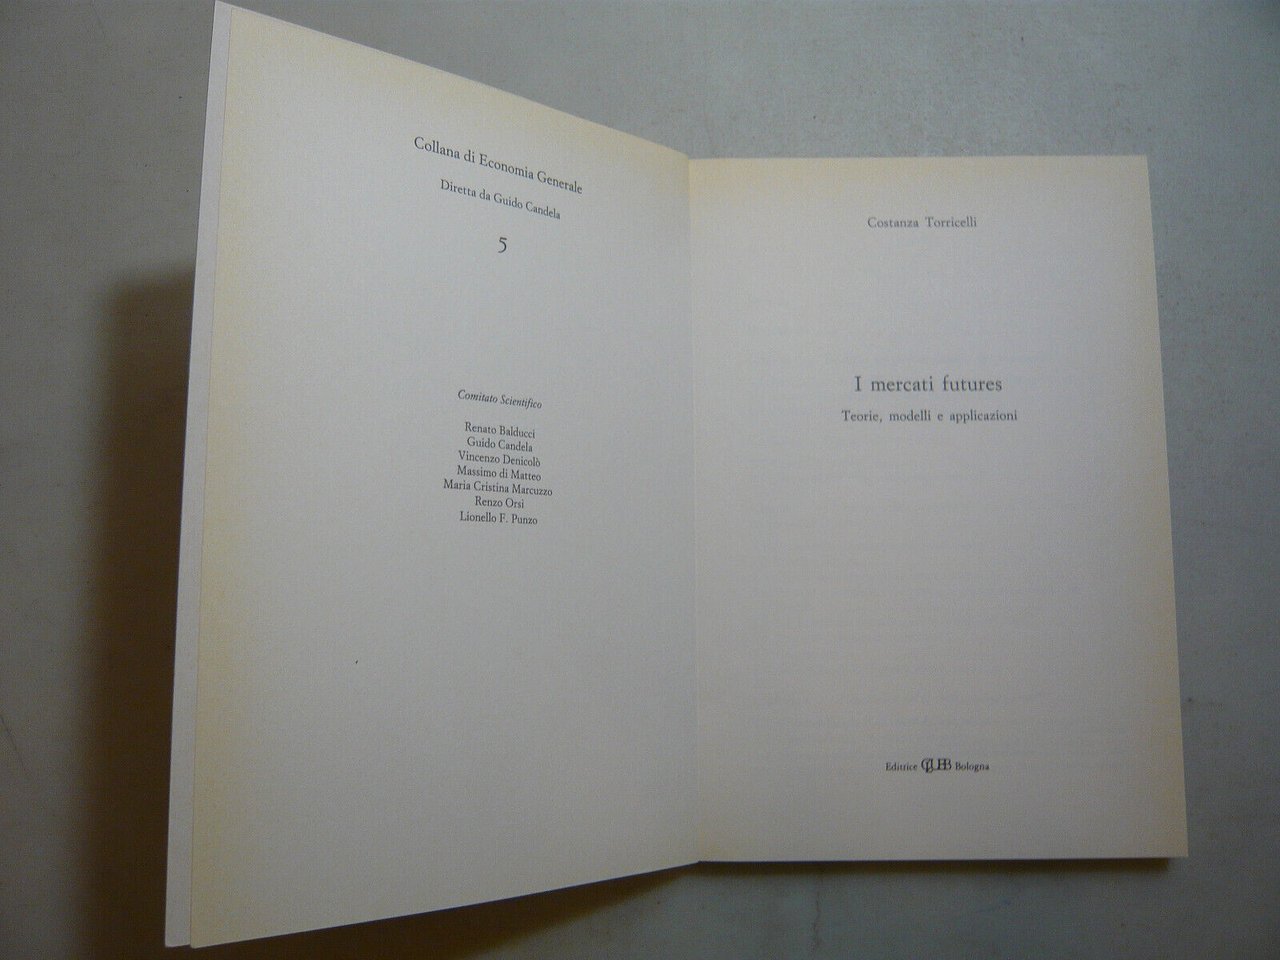 Collana di Economia Generale
Diretta da Guido Candela
5
Comitato Scientifico
Renato Balducci
Guido Candela
Vincenzo Denicolò
Massimo di Matteo
Maria Cristina Marcuzzo
Renzo Orsi
Lionello F. Punzo
Costanza Torricelli
I mercati futures
Teorie, modelli e applicazioni
Editrice CLUEB Bologna